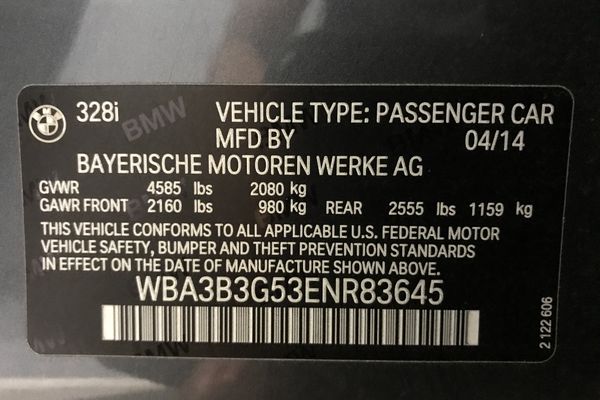 328i VEHICLE TYPE: PASSENGER CAR
MFD BY 04/14
BAYERISCHE MOTOREN WERKE AG
GVWR 4585 lbs 2080 kg
GAWR FRONT 2160 lbs 980 kg REAR 2555 lbs 1159 kg
THIS VEHICLE CONFORMS TO ALL APPLICABLE U.S. FEDERAL MOTOR
VEHICLE SAFETY, BUMPER AND THEFT PREVENTION STANDARDS
IN EFFECT ON THE DATE OF MANUFACTURE SHOWN ABOVE.
WBA3B3G53ENR83645
2 122 606
BMW
BMW
BMW